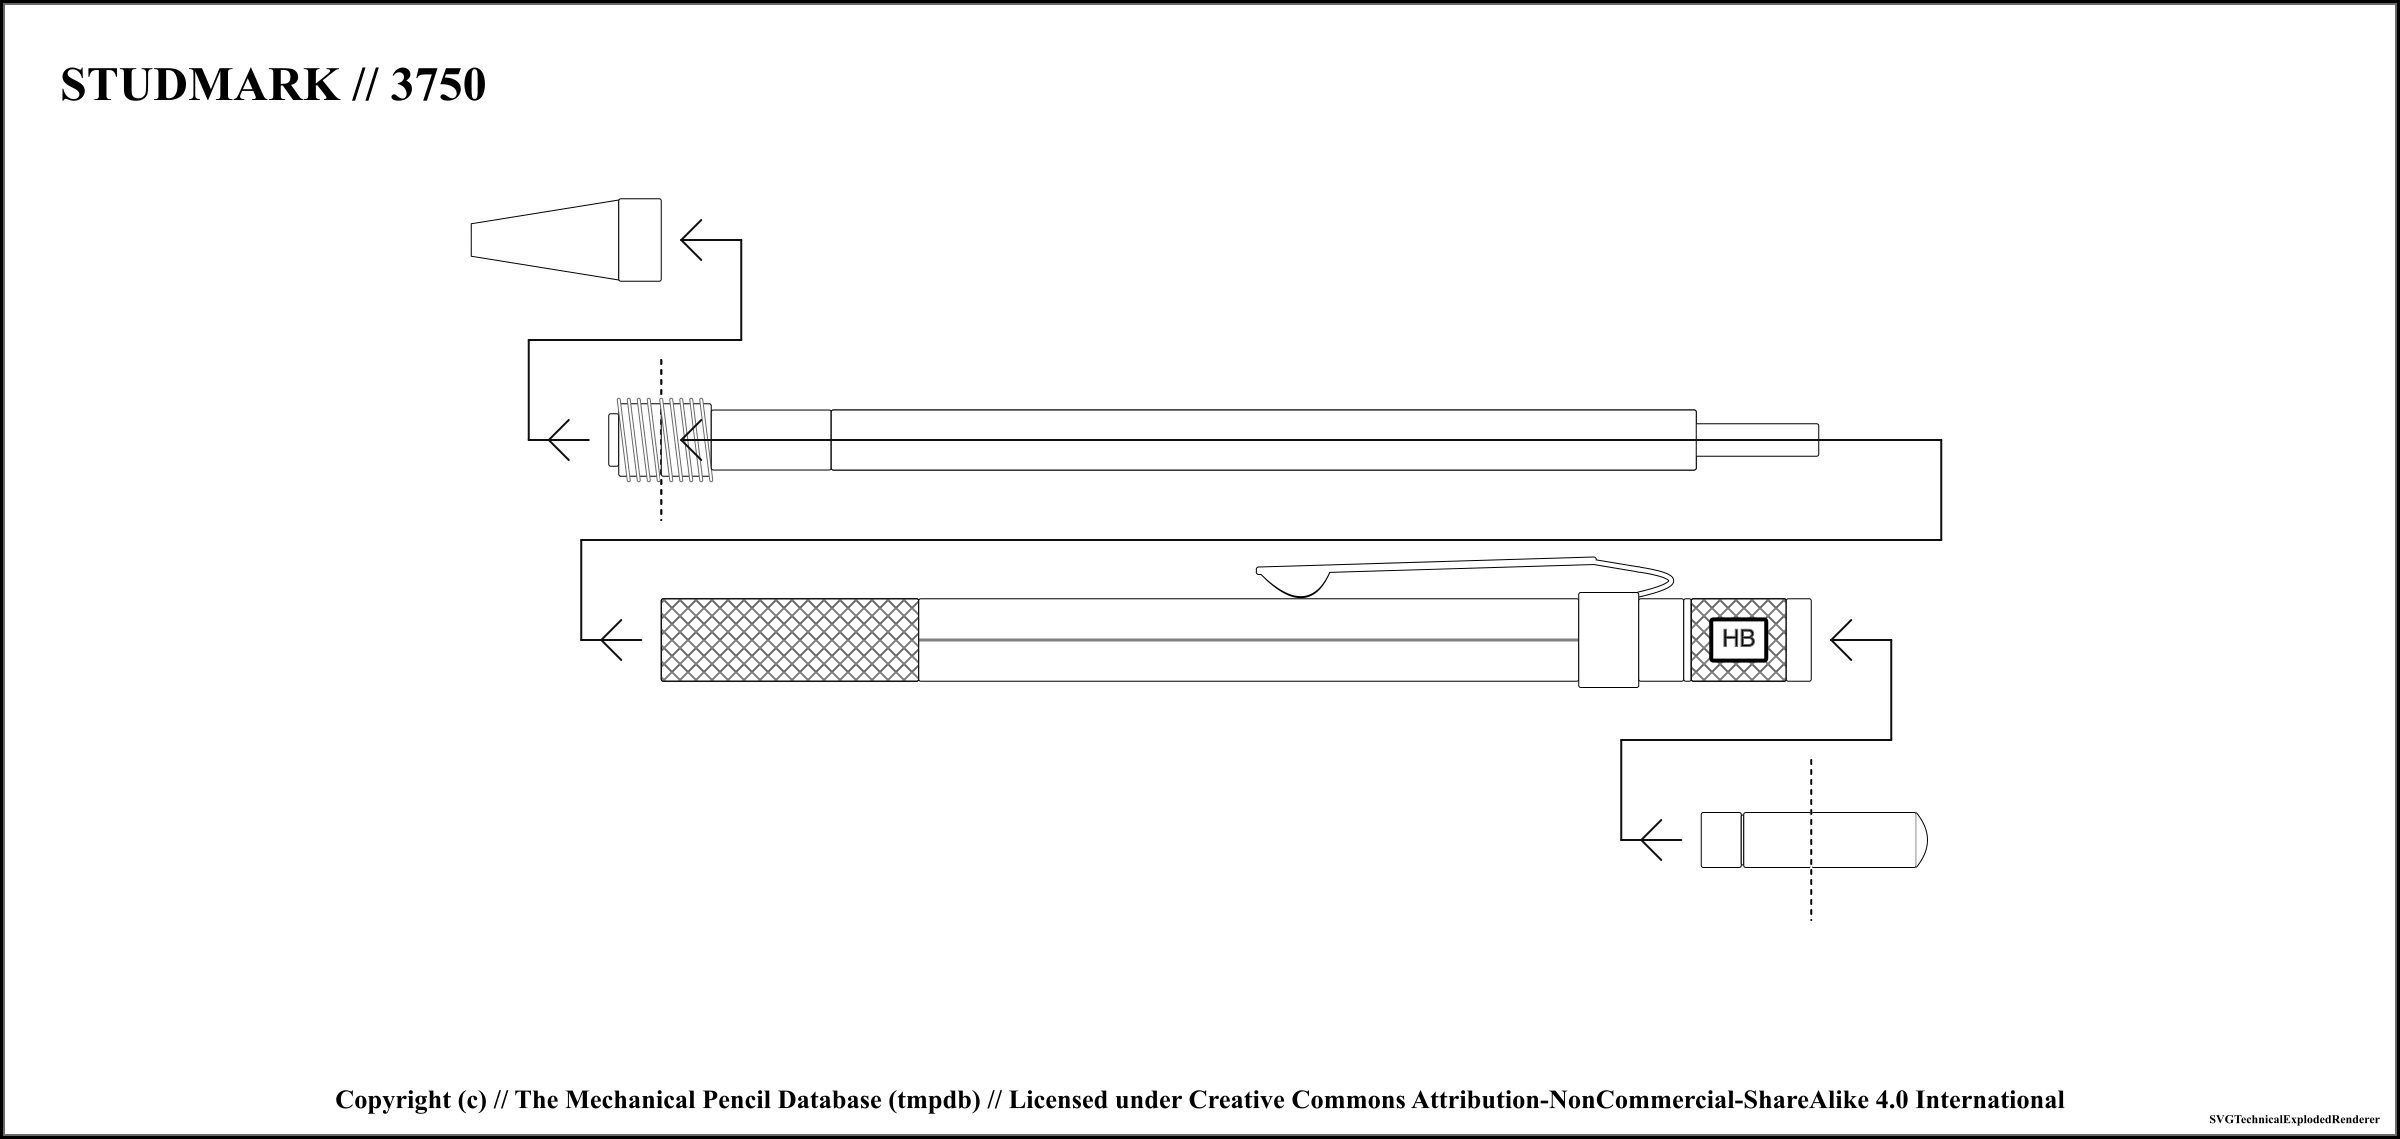 STUDMARK // 3750
HB
Copyright (c) // The Mechanical Pencil Database (tmpdb) // Licensed under Creative Commons Attribution-NonCommercial-ShareAlike 4.0 International
SVGTechnicalExplodedRenderer